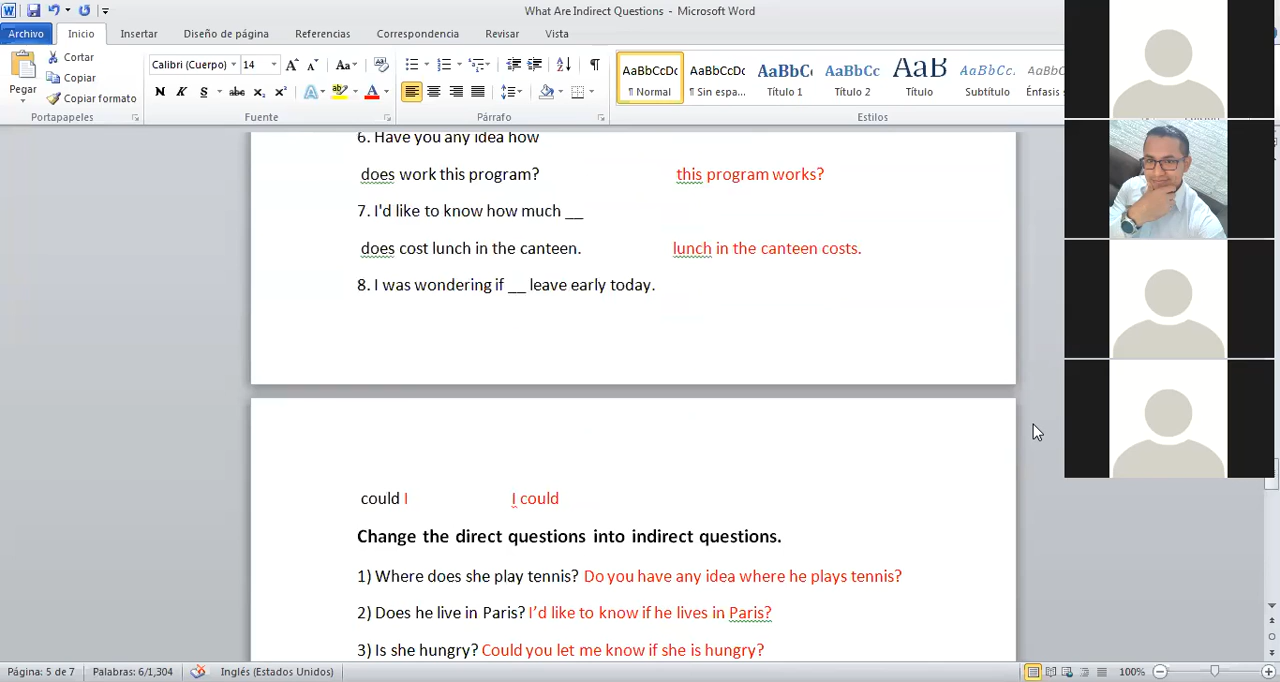 What Are Indirect Questions - Microsoft Word
Archivo Inicio Insertar Diseño de página Referencias Correspondencia Revisar Vista
Pegar
Cortar
Copiar
Copiar formato
Portapapeles
Calibri (Cuerpo) 14
Fuente
Párrafo
AaBbCcDc AaBbCcDc AaBbC AaBbCc AaB AaBbCc AaBbCc
¶ Normal ¶ Sin espa... Título 1 Título 2 Título Subtítulo Énfasis
Estilos
6. Have you any idea how
does work this program? this program works?
7. I'd like to know how much __
does cost lunch in the canteen. lunch in the canteen costs.
8. I was wondering if __ leave early today.
could I I could
Change the direct questions into indirect questions.
1) Where does she play tennis? Do you have any idea where he plays tennis?
2) Does he live in Paris? I’d like to know if he lives in Paris?
3) Is she hungry? Could you let me know if she is hungry?
Página: 5 de 7 Palabras: 6/1,304 Inglés (Estados Unidos) 100%